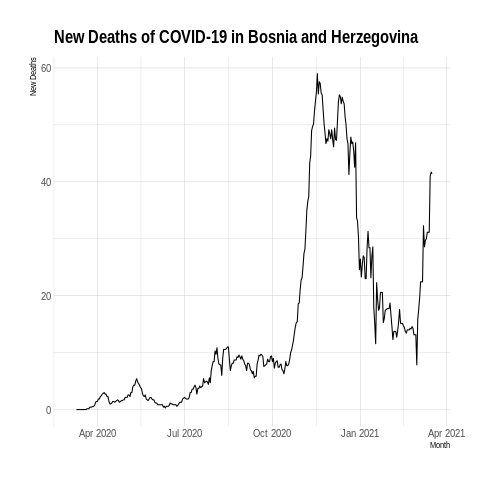 New Deaths of COVID-19 in Bosnia and Herzegovina
New Deaths
60
40
20
0
Apr 2020
Jul 2020
Oct 2020
Jan 2021
Apr 2021
Month